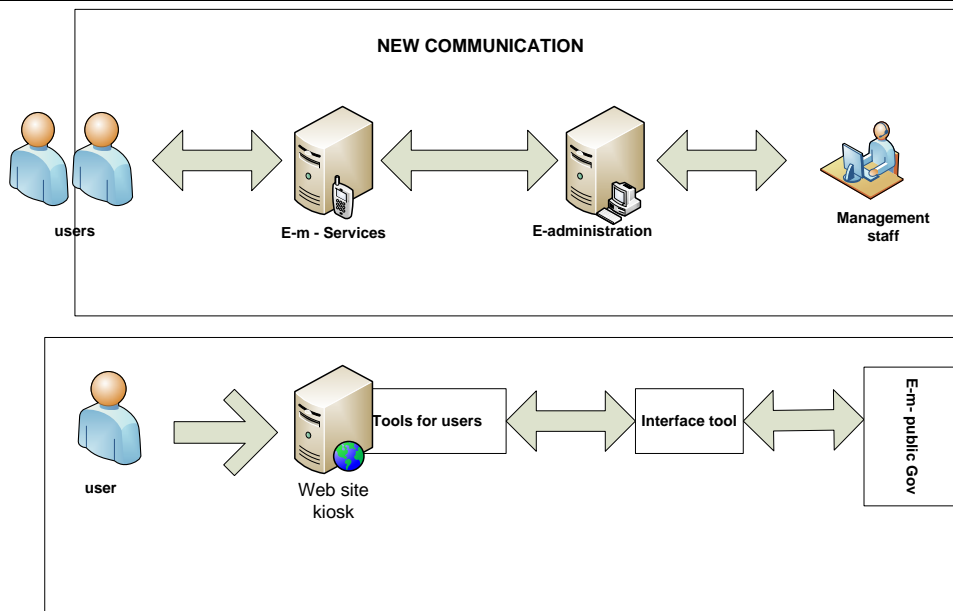 NEW COMMUNICATION
users
E-m - Services
E-administration
Management
staff
user
Web site
kiosk
Tools for users
Interface tool
E-m- public Gov